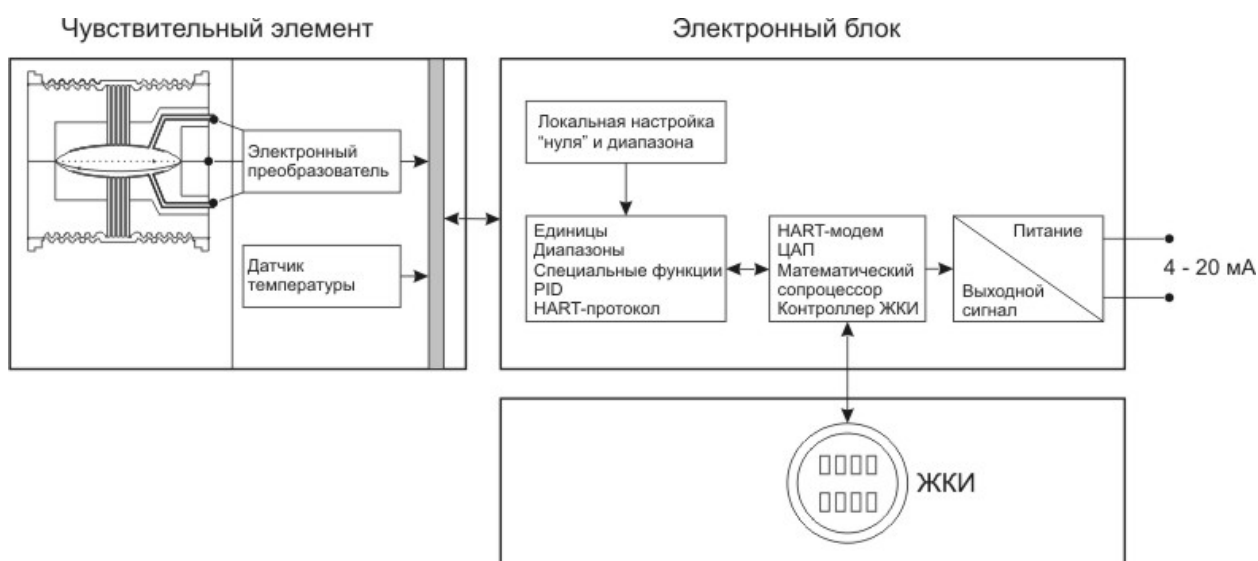 Чувствительный элемент
Электронный блок
Электронный
преобразователь
Датчик
температуры
Локальная настройка
“нуля” и диапазона
Единицы
Диапазоны
Специальные функции
PID
HART-протокол
HART-модем
ЦАП
Математический
сопроцессор
Контроллер ЖКИ
Питание
Выходной
сигнал
4 - 20 мА
ЖКИ